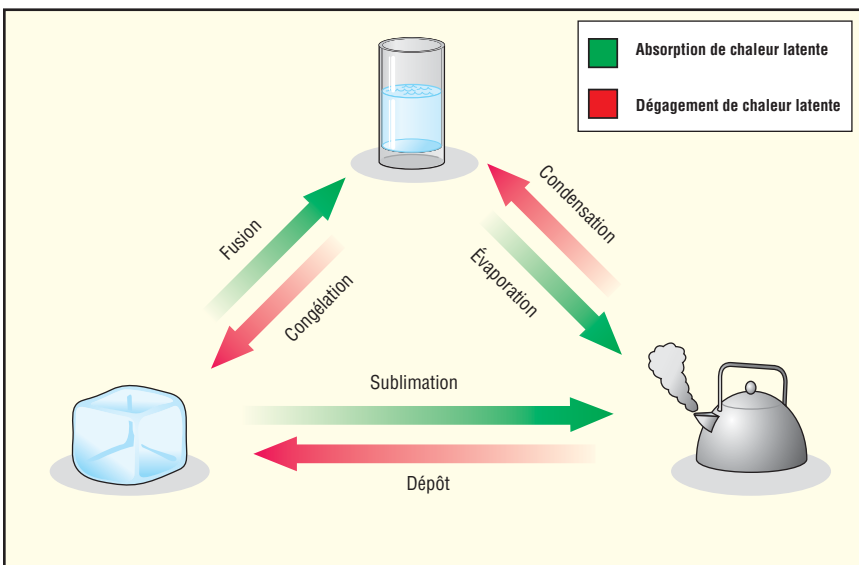 Absorption de chaleur latente
Dégagement de chaleur latente
Fusion
Congélation
Condensation
Évaporation
Sublimation
Dépôt